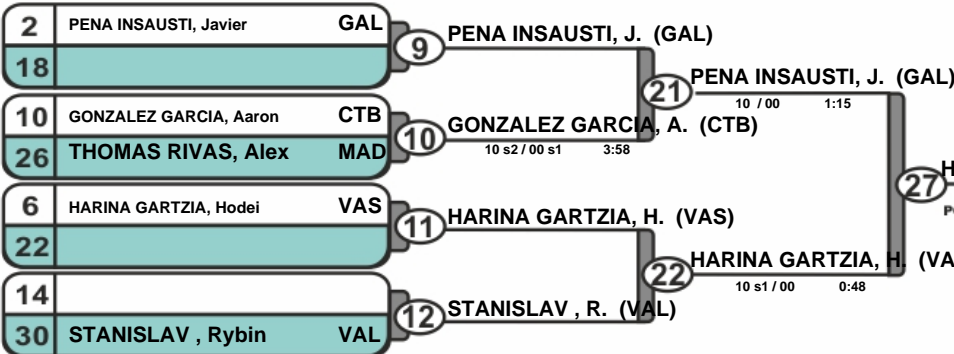 2 PENA INSAUSTI, Javier GAL
18
9 PENA INSAUSTI, J. (GAL)
21 PENA INSAUSTI, J. (GAL)
10 / 00 1:15
10 GONZALEZ GARCIA, Aaron CTB
26 THOMAS RIVAS, Alex MAD
10 GONZALEZ GARCIA, A. (CTB)
10 s2 / 00 s1 3:58
27 H
6 HARINA GARTZIA, Hodei VAS
22
11 HARINA GARTZIA, H. (VAS)
22 HARINA GARTZIA, H. (VA
10 s1 / 00 0:48
14
30 STANISLAV , Rybin VAL
12 STANISLAV , R. (VAL)